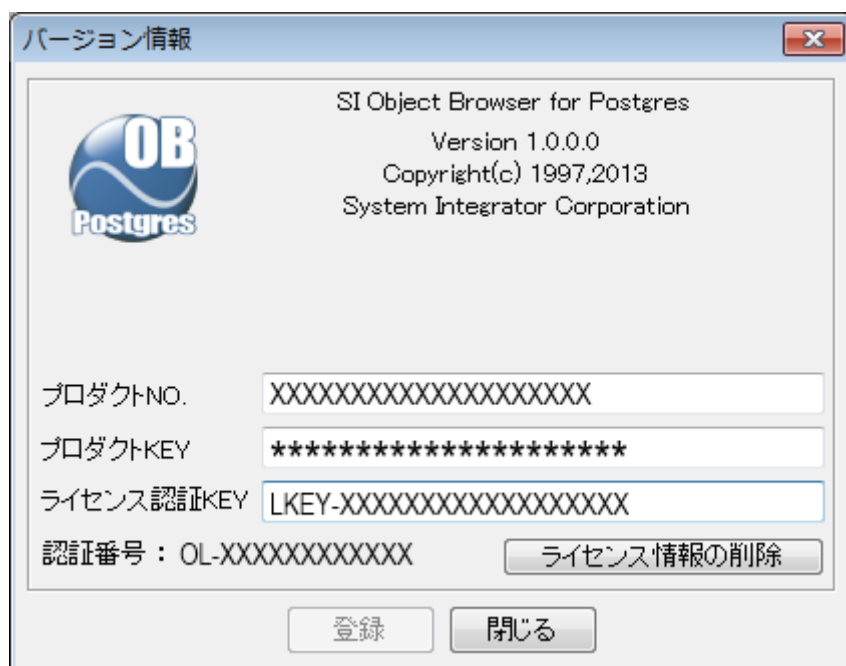 バージョン情報
OB
Postgres
SI Object Browser for Postgres
Version 1.0.0.0
Copyright(c) 1997,2013
System Integrator Corporation
プロダクトNO. XXXXXXXXXXXXXXXXXXXX
プロダクトKEY **********************
ライセンス認証KEY LKEY-XXXXXXXXXXXXXXXXXX
認証番号： OL-XXXXXXXXXXXX ライセンス情報の削除
登録 閉じる